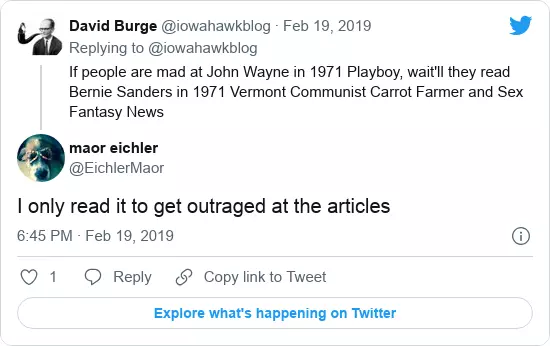 David Burge @iowahawkblog · Feb 19, 2019
Replying to @iowahawkblog
If people are mad at John Wayne in 1971 Playboy, wait'll they read
Bernie Sanders in 1971 Vermont Communist Carrot Farmer and Sex
Fantasy News
maor eichler
@EichlerMaor
I only read it to get outraged at the articles
6:45 PM · Feb 19, 2019
1 Reply Copy link to Tweet
Explore what's happening on Twitter